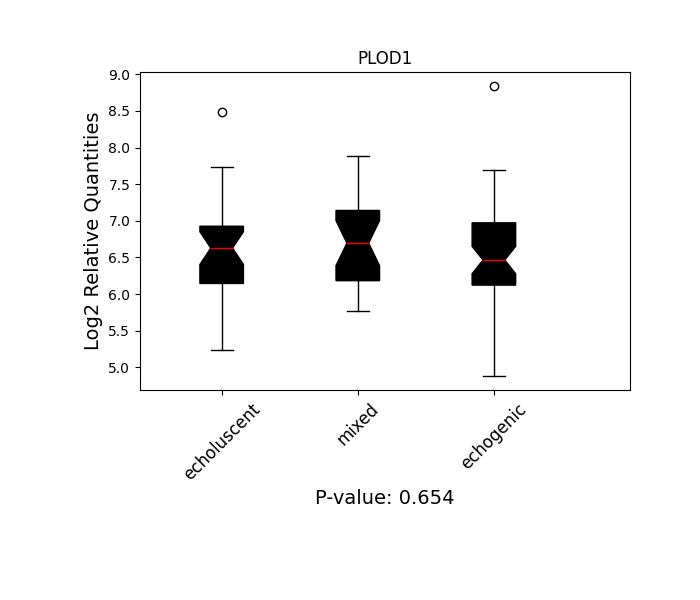 PLOD1
Log2 Relative Quantities
9.0
8.5
8.0
7.5
7.0
6.5
6.0
5.5
5.0
echoluscent
mixed
echogenic
P-value: 0.654